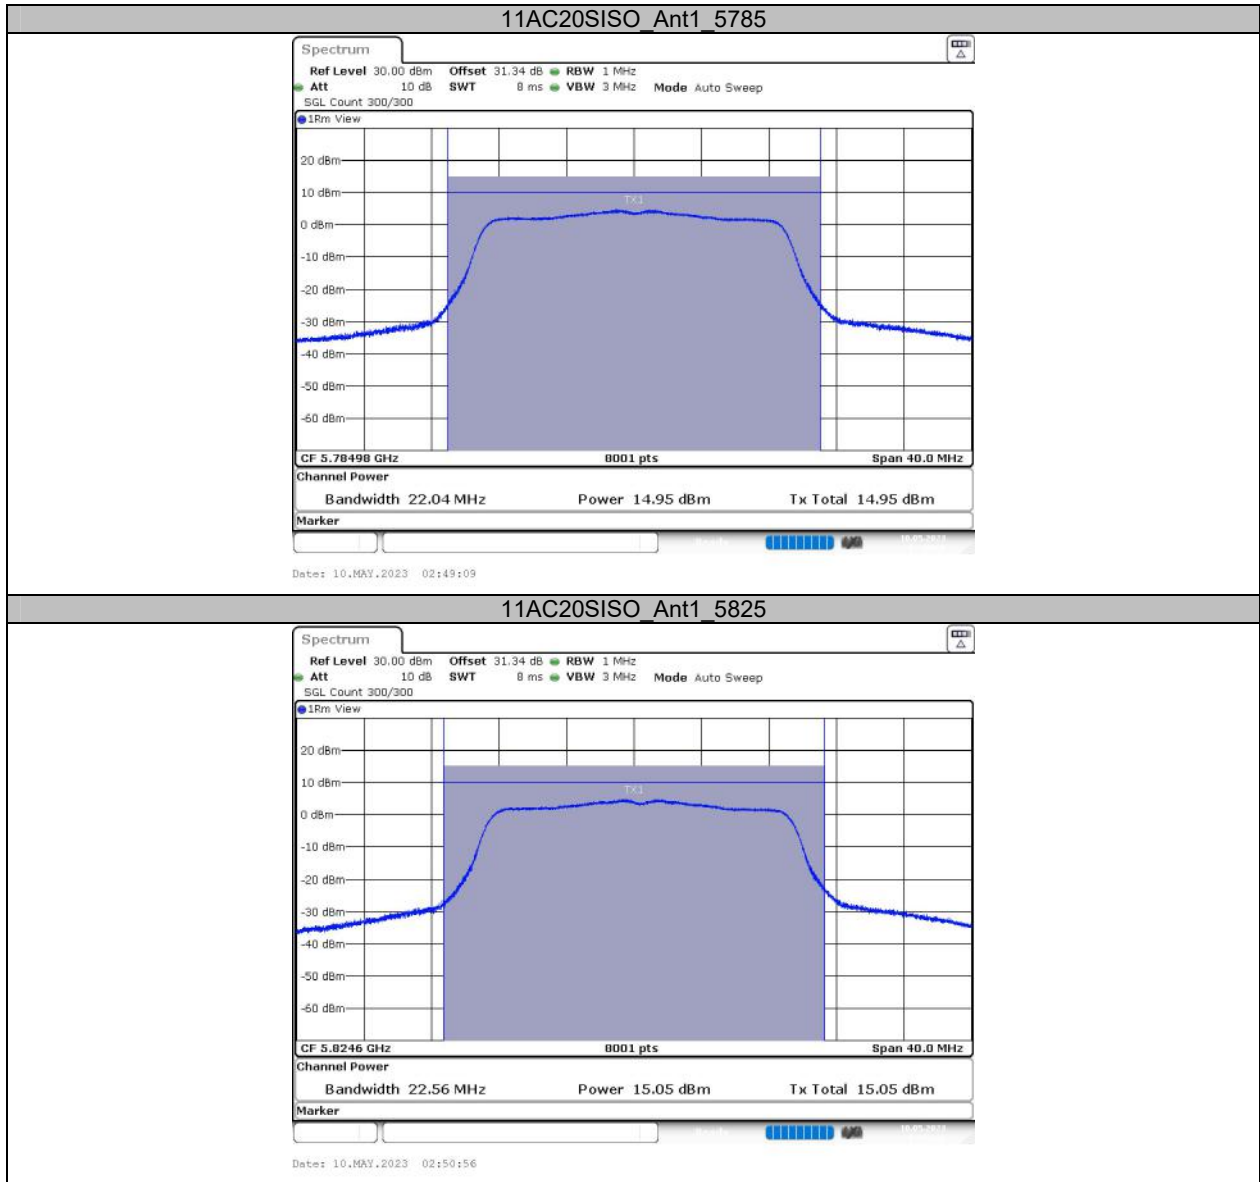 11AC20SISO_Ant1_5785
Spectrum
Ref Level 30.00 dBm Offset 31.34 dB RBW 1 MHz
Att 10 dB SWT 8 ms VBW 3 MHz Mode Auto Sweep
SGL Count 300/300
1Rm View
20 dBm
10 dBm
TX1
0 dBm
-10 dBm
-20 dBm
-30 dBm
-40 dBm
-50 dBm
-60 dBm
CF 5.78498 GHz 8001 pts Span 40.0 MHz
Channel Power
Bandwidth 22.04 MHz Power 14.95 dBm Tx Total 14.95 dBm
Marker
Date: 10.MAY.2023 02:49:09
11AC20SISO_Ant1_5825
Spectrum
Ref Level 30.00 dBm Offset 31.34 dB RBW 1 MHz
Att 10 dB SWT 8 ms VBW 3 MHz Mode Auto Sweep
SGL Count 300/300
1Rm View
20 dBm
10 dBm
TX1
0 dBm
-10 dBm
-20 dBm
-30 dBm
-40 dBm
-50 dBm
-60 dBm
CF 5.8246 GHz 8001 pts Span 40.0 MHz
Channel Power
Bandwidth 22.56 MHz Power 15.05 dBm Tx Total 15.05 dBm
Marker
Date: 10.MAY.2023 02:50:56